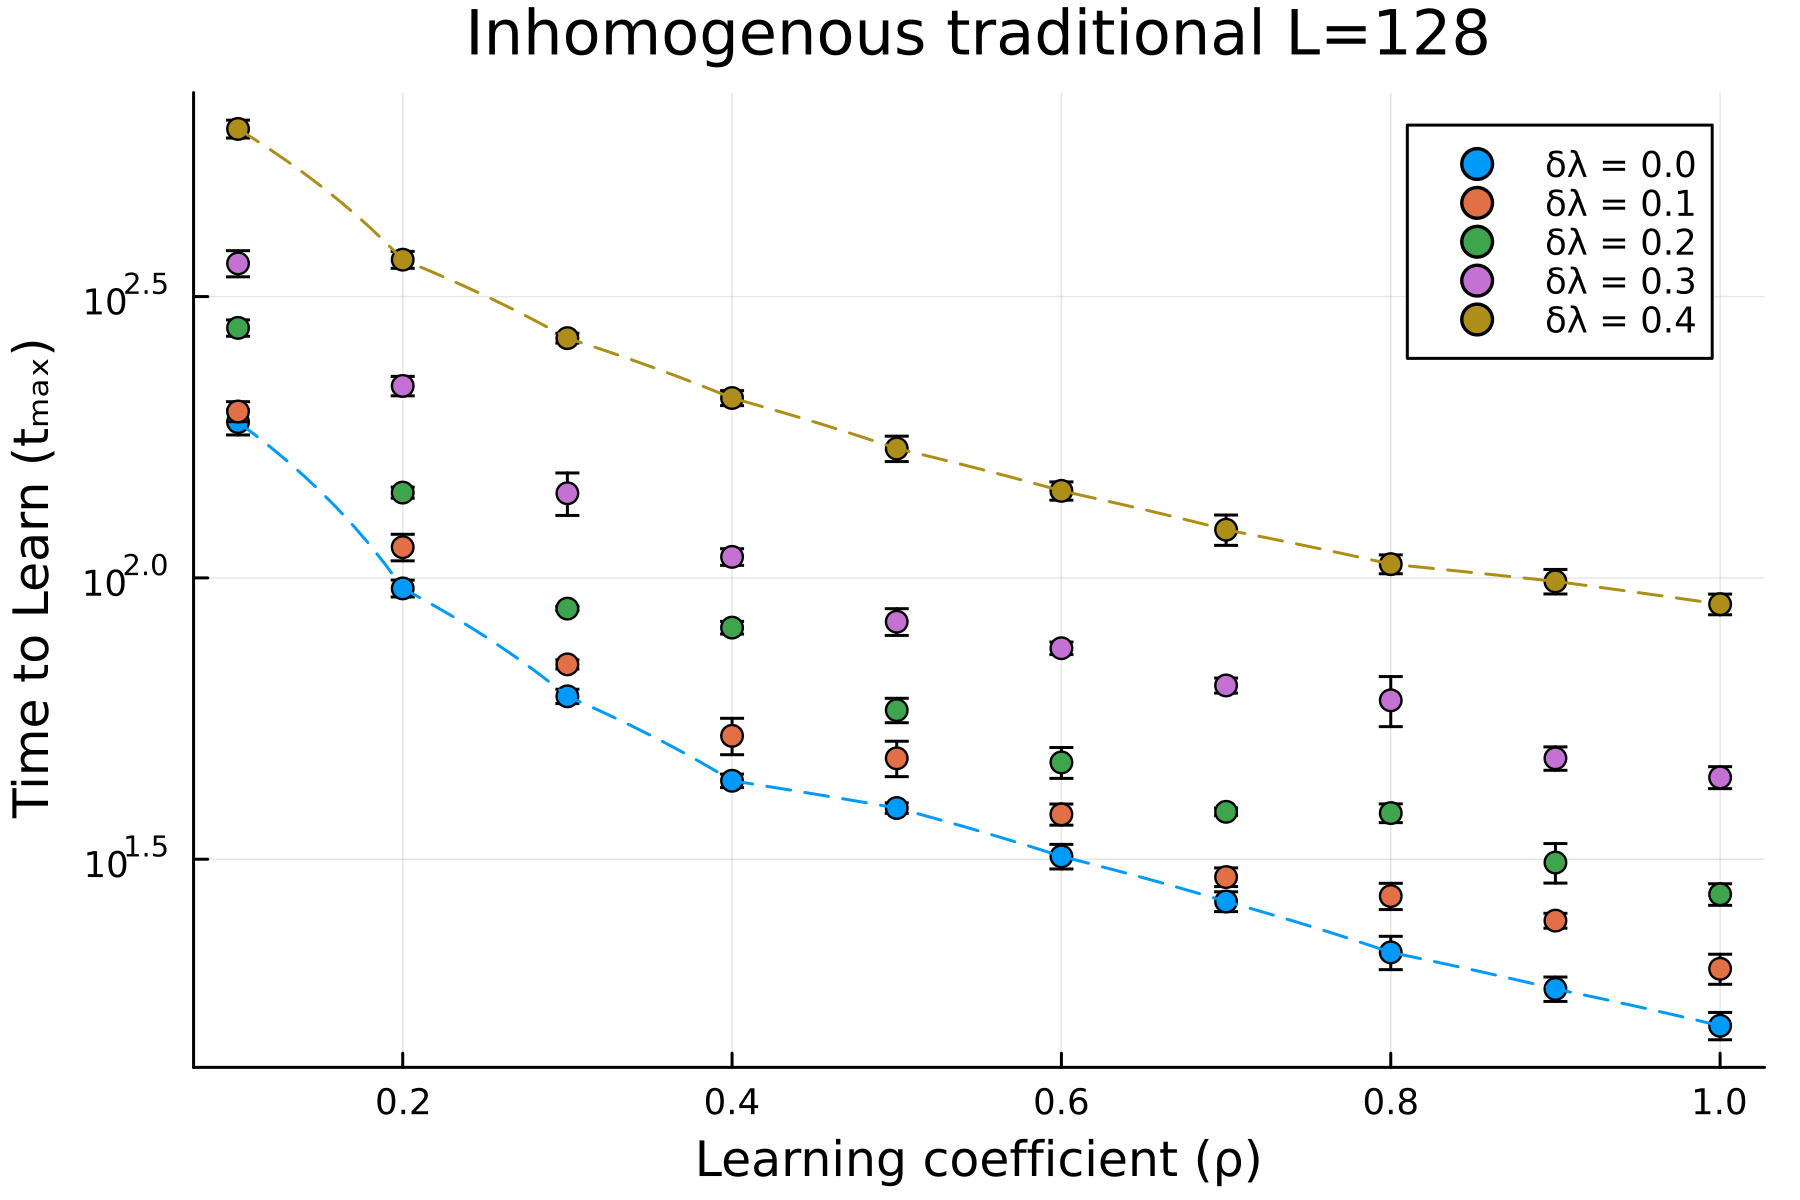 Inhomogenous traditional L=128
δλ = 0.0
δλ = 0.1
δλ = 0.2
δλ = 0.3
δλ = 0.4
Time to Learn (tₘₐₓ)
10^2.5
10^2.0
10^1.5
0.2 0.4 0.6 0.8 1.0
Learning coefficient (ρ)